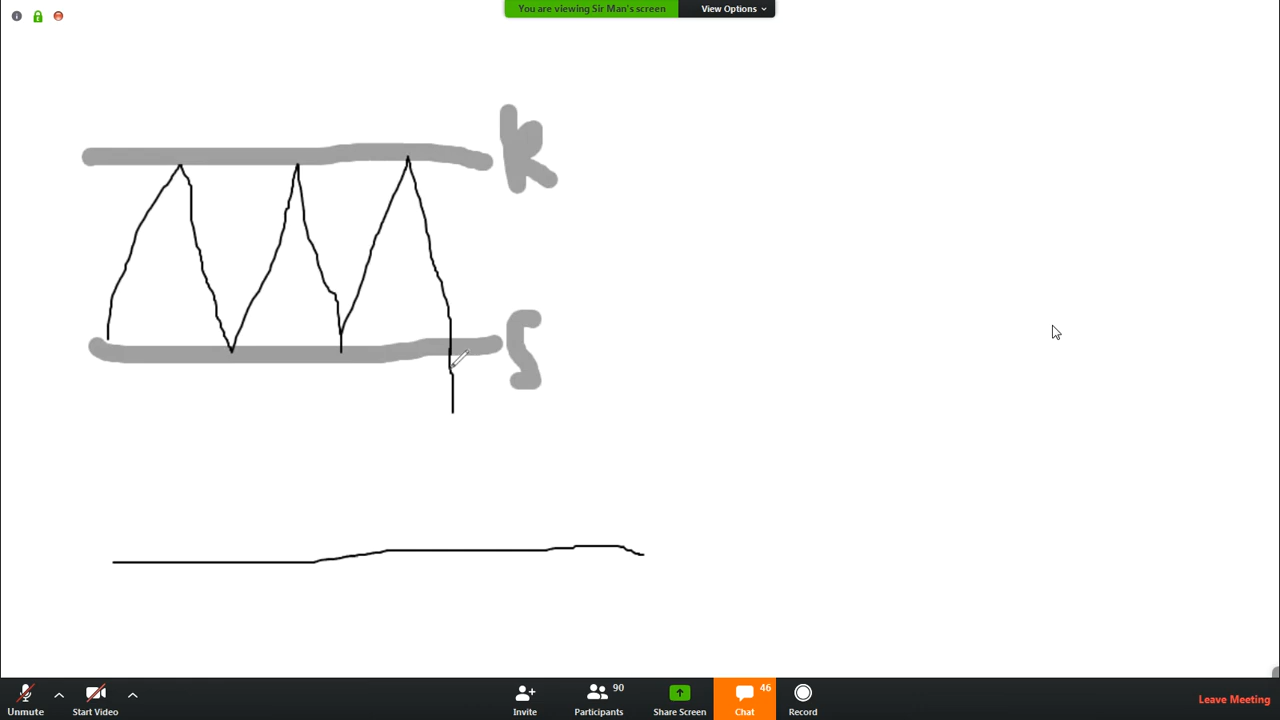 You are viewing Sir Man's screen View Options
R
S
90
46
Unmute Start Video Invite Participants Share Screen Chat Record Leave Meeting